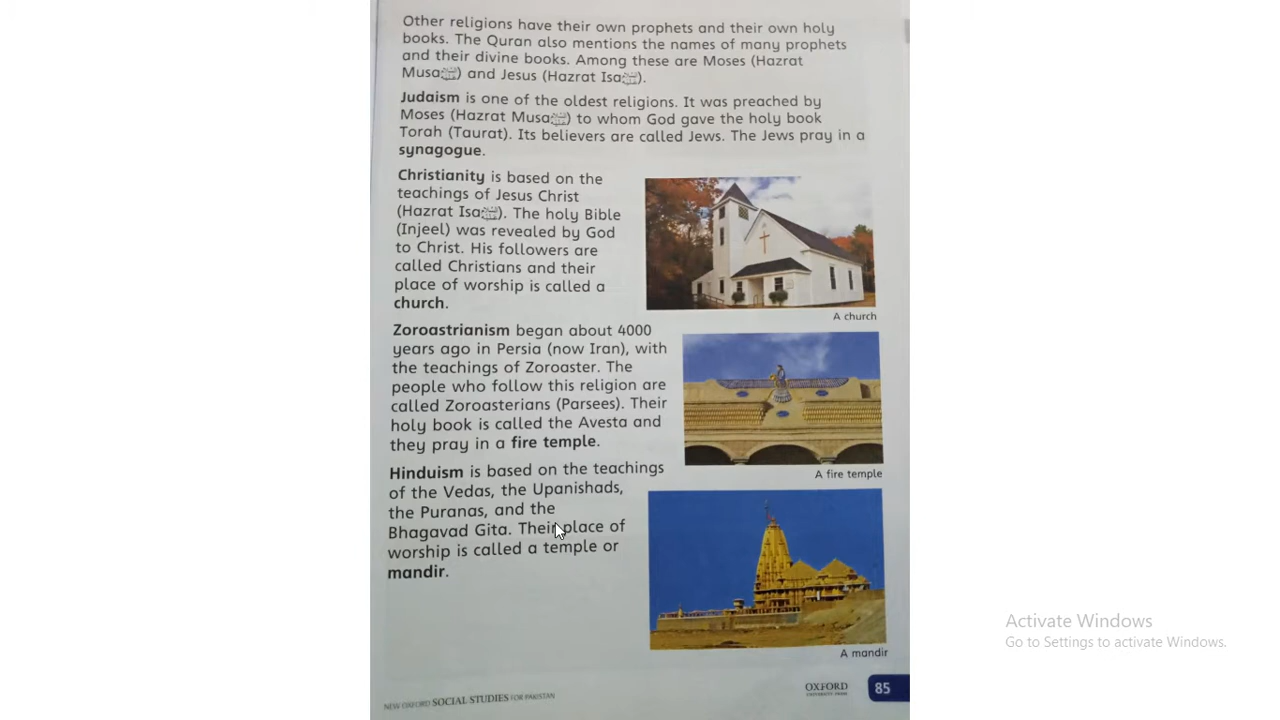 Other religions have their own prophets and their own holy
books. The Quran also mentions the names of many prophets
and their divine books. Among these are Moses (Hazrat
Musa) and Jesus (Hazrat Isa).
Judaism is one of the oldest religions. It was preached by
Moses (Hazrat Musa) to whom God gave the holy book
Torah (Taurat). Its believers are called Jews. The Jews pray in a
synagogue.
Christianity is based on the
teachings of Jesus Christ
(Hazrat Isa). The holy Bible
(Injeel) was revealed by God
to Christ. His followers are
called Christians and their
place of worship is called a
church.
A church
Zoroastrianism began about 4000
years ago in Persia (now Iran), with
the teachings of Zoroaster. The
people who follow this religion are
called Zoroasterians (Parsees). Their
holy book is called the Avesta and
they pray in a fire temple.
A fire temple
Hinduism is based on the teachings
of the Vedas, the Upanishads,
the Puranas, and the
Bhagavad Gita. Their place of
worship is called a temple or
mandir.
A mandir
NEW OXFORD SOCIAL STUDIES FOR PAKISTAN
OXFORD
UNIVERSITY PRESS
85
Activate Windows
Go to Settings to activate Windows.